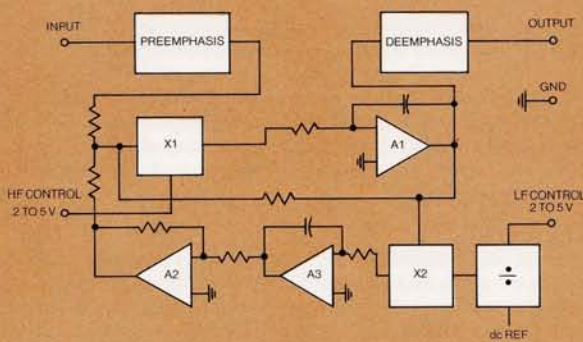 INPUT
PREEMPHASIS
DEEMPHASIS
OUTPUT
GND
X1
A1
HF CONTROL
2 TO 5 V
LF CONTROL
2 TO 5 V
A2
A3
X2
÷
dc REF